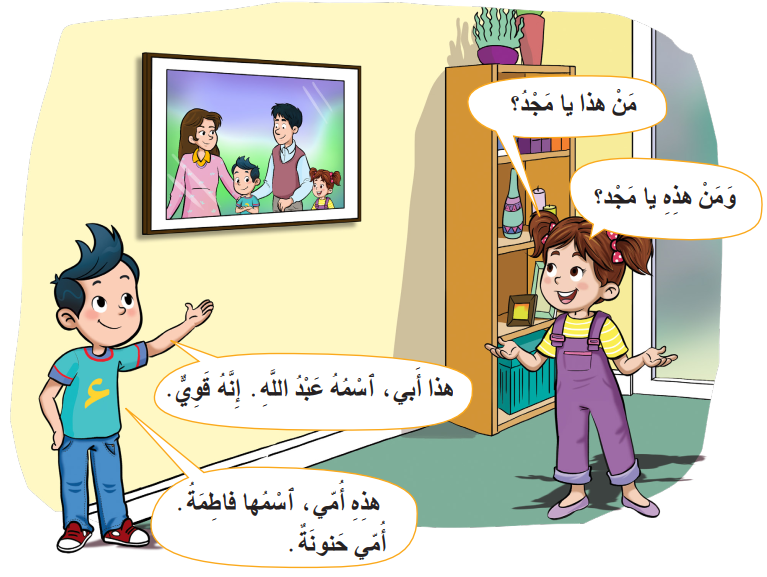 مَنْ هذا يا مَجْدُ؟
وَمَنْ هذِهِ يا مَجْد؟
هذا أَبي، ٱسْمُهُ عَبْدُ اللَّهِ. إِنَّهُ قَوِيٌّ.
هذِهِ أُمّي، ٱسْمُها فاطِمَةُ.
أُمّي حَنونَةٌ.
ء